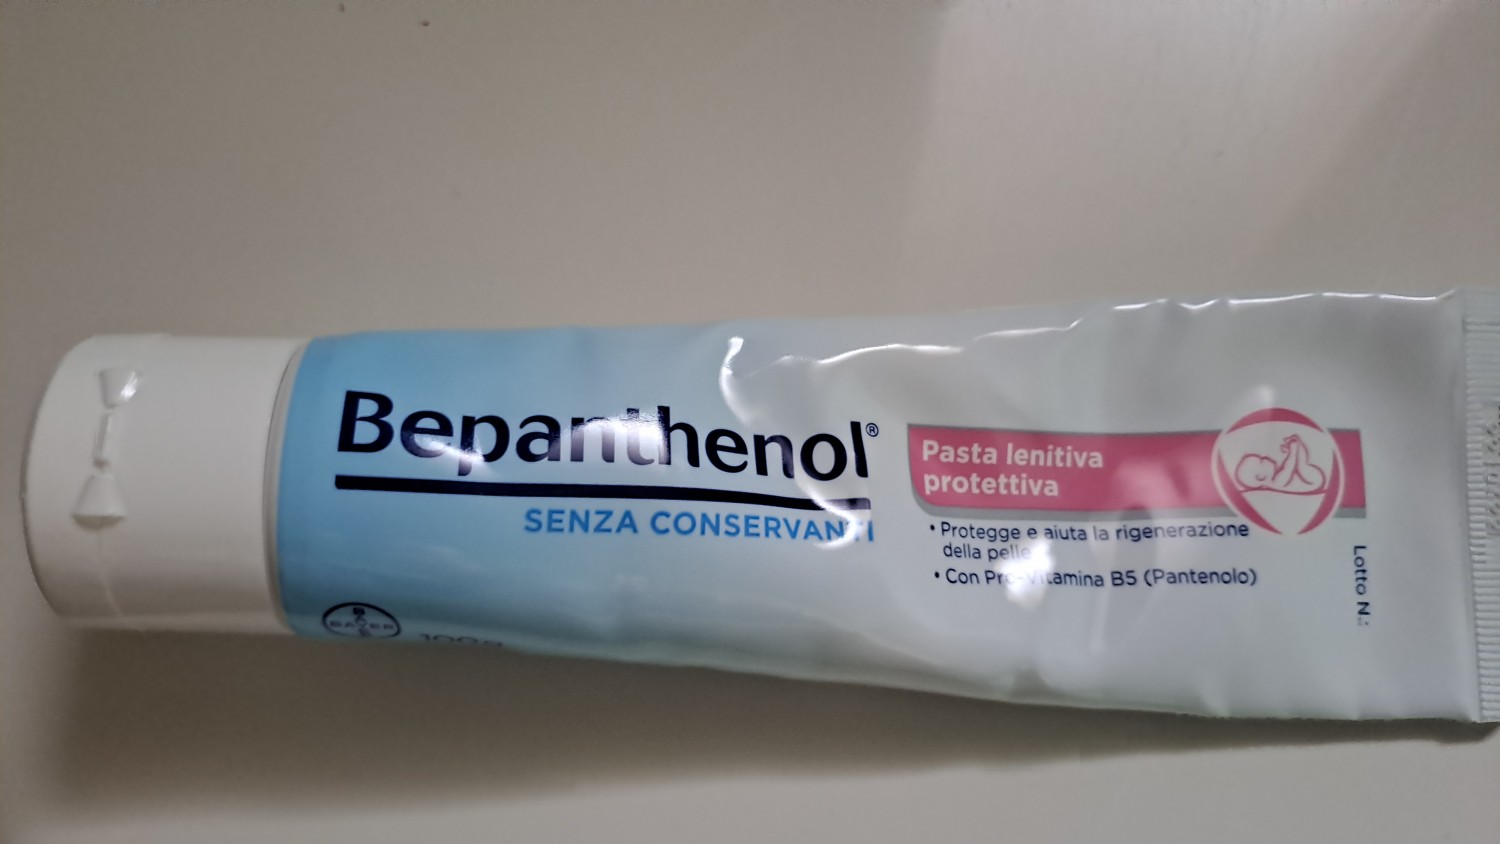 Bepanthenol®
SENZA CONSERVANTI
Pasta lenitiva
protettiva
• Protegge e aiuta la rigenerazione
della pelle
• Con Pro-Vitamina B5 (Pantenolo)
Lotto N.:
BAYER
100g